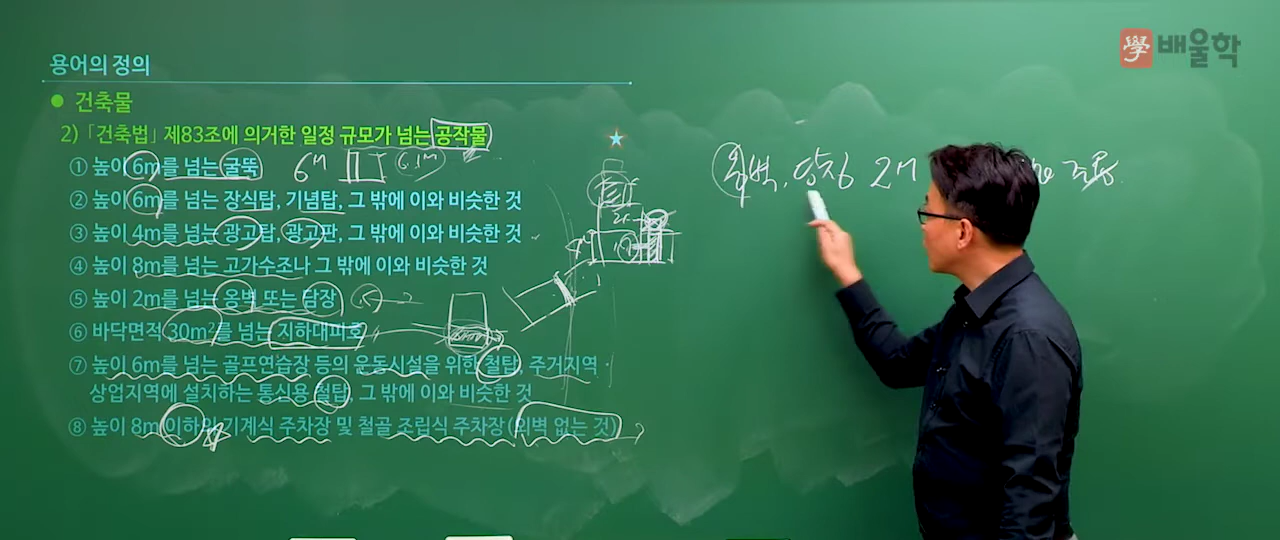 學 배울학
용어의 정의
● 건축물
2) 「건축법」 제83조에 의거한 일정 규모가 넘는 공작물
① 높이 6m를 넘는 굴뚝 6m 6.1m
② 높이 6m를 넘는 장식탑, 기념탑, 그 밖에 이와 비슷한 것
③ 높이 4m를 넘는 광고탑, 광고판, 그 밖에 이와 비슷한 것
④ 높이 8m를 넘는 고가수조나 그 밖에 이와 비슷한 것
⑤ 높이 2m를 넘는 옹벽 또는 담장
⑥ 바닥면적 30m²를 넘는 지하대피호
⑦ 높이 6m를 넘는 골프연습장 등의 운동시설을 위한 철탑, 주거지역
상업지역에 설치하는 통신용 철탑, 그 밖에 이와 비슷한 것
⑧ 높이 8m 이하의 기계식 주차장 및 철골 조립식 주차장 (외벽 없는 것)
옹벽, 담장 2m